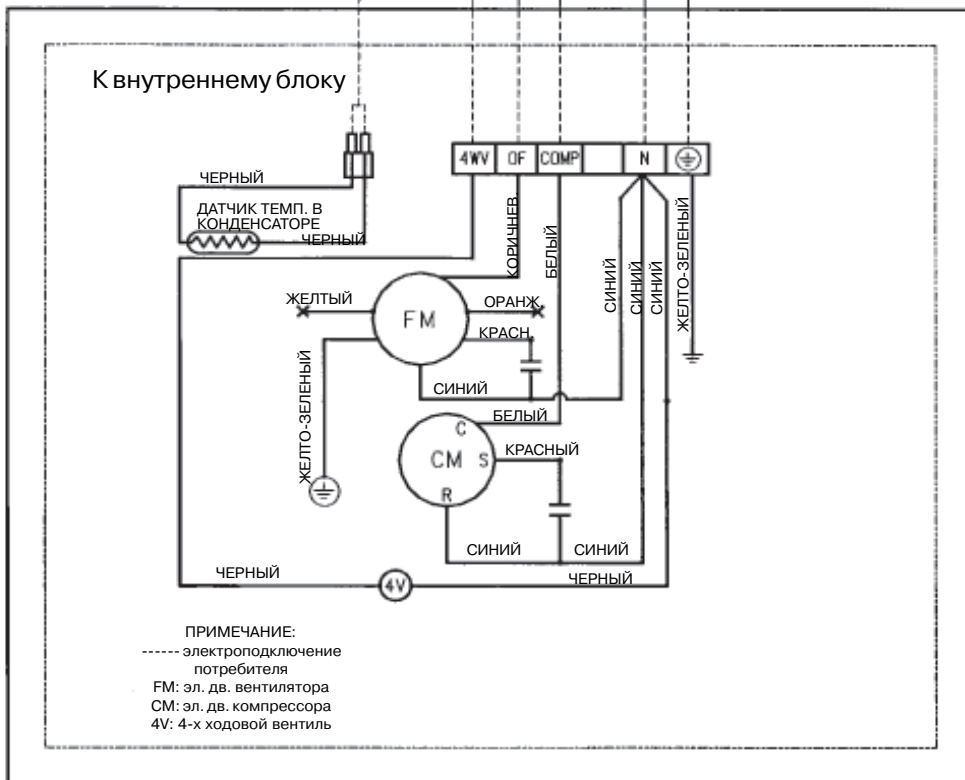 К внутреннему блоку
4WV OF COMP N
ЧЕРНЫЙ
ДАТЧИК ТЕМП. В
КОНДЕНСАТОРЕ
ЧЕРНЫЙ
КОРИЧНЕВ.
БЕЛЫЙ
СИНИЙ
СИНИЙ
СИНИЙ
ЖЕЛТО-ЗЕЛЕНЫЙ
ЖЕЛТЫЙ
FM
ОРАНЖ.
КРАСН.
СИНИЙ
ЖЕЛТО-ЗЕЛЕНЫЙ
БЕЛЫЙ
C
CM S
R
КРАСНЫЙ
СИНИЙ СИНИЙ
ЧЕРНЫЙ
4V
ЧЕРНЫЙ
ПРИМЕЧАНИЕ:
------ электроподключение
потребителя
FM: эл. дв. вентилятора
CM: эл. дв. компрессора
4V: 4-х ходовой вентиль